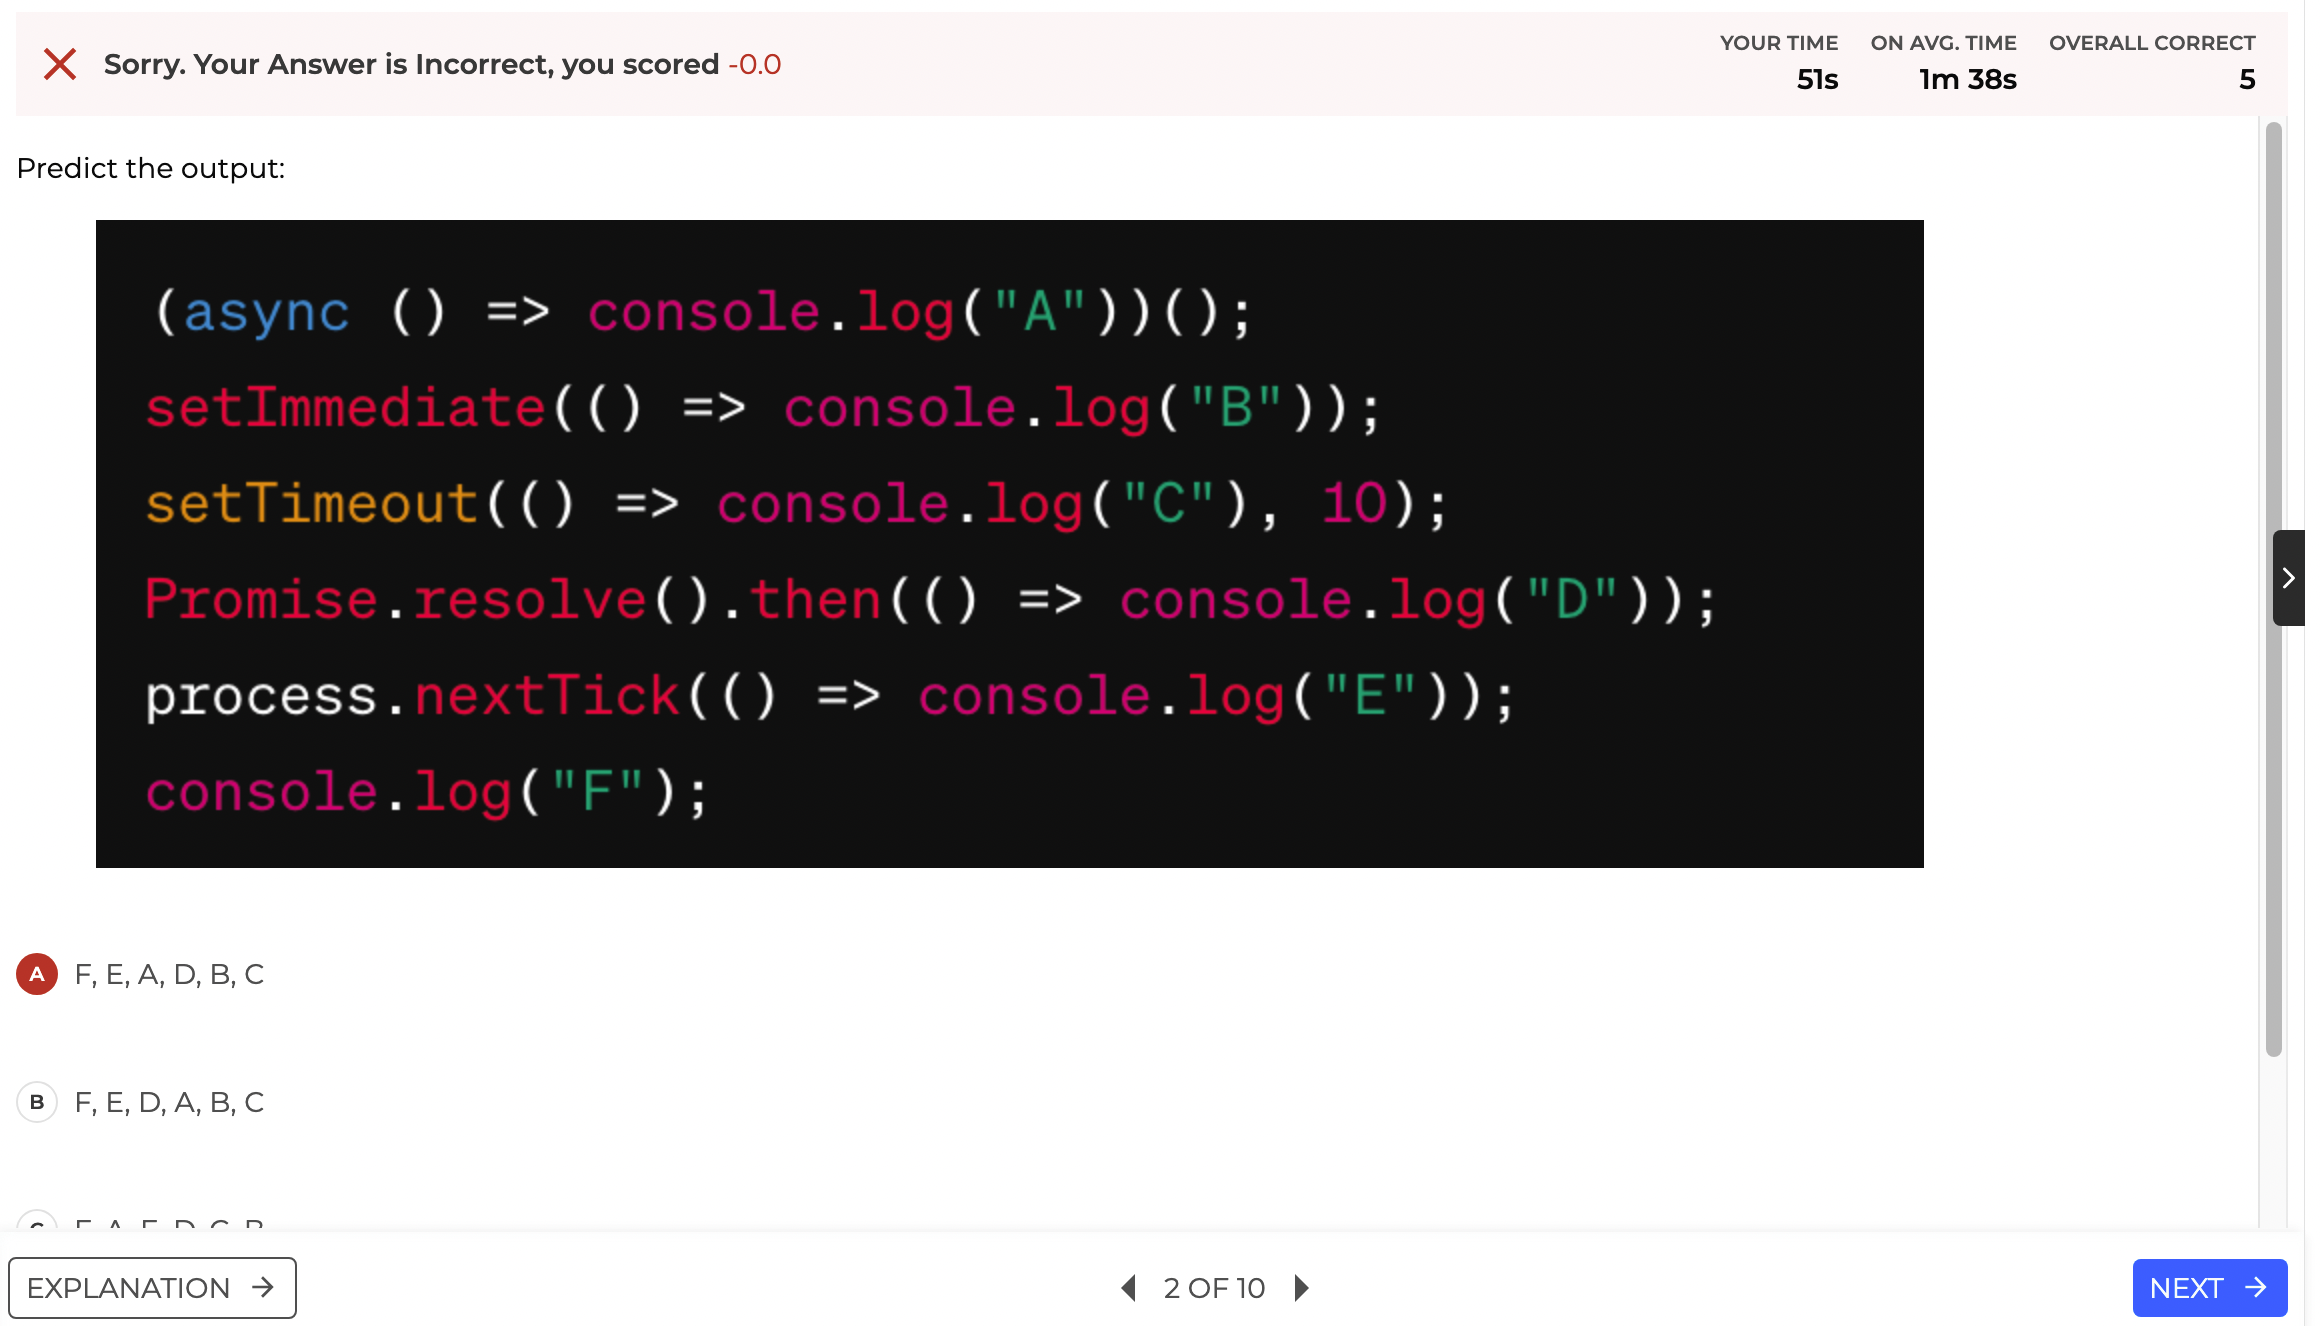 Sorry. Your Answer is Incorrect, you scored -0.0
YOUR TIME
51s
ON AVG. TIME
1m 38s
OVERALL CORRECT
5
Predict the output:
(async () => console.log("A"))();
setImmediate(() => console.log("B"));
setTimeout(() => console.log("C"), 10);
Promise.resolve().then(() => console.log("D"));
process.nextTick(() => console.log("E"));
console.log("F");
A F, E, A, D, B, C
B F, E, D, A, B, C
EXPLANATION →
2 OF 10
NEXT →